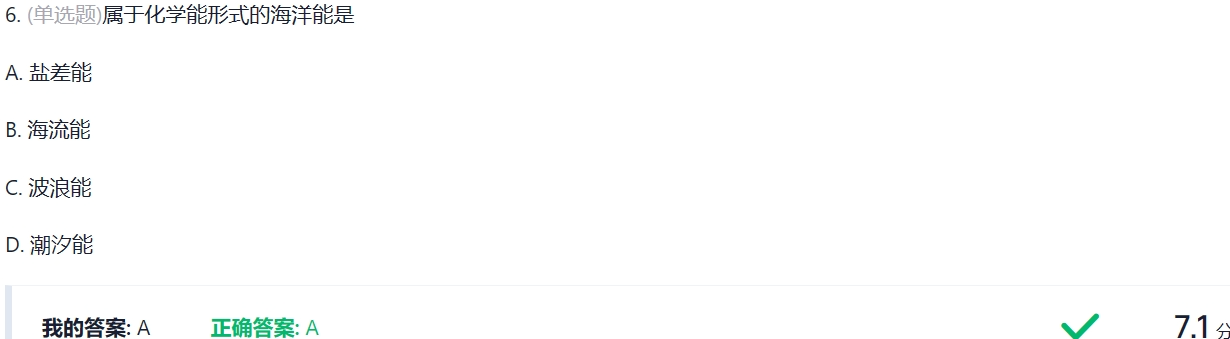 6. (单选题)属于化学能形式的海洋能是
A. 盐差能
B. 海流能
C. 波浪能
D. 潮汐能
我的答案: A 正确答案: A 7.1 分